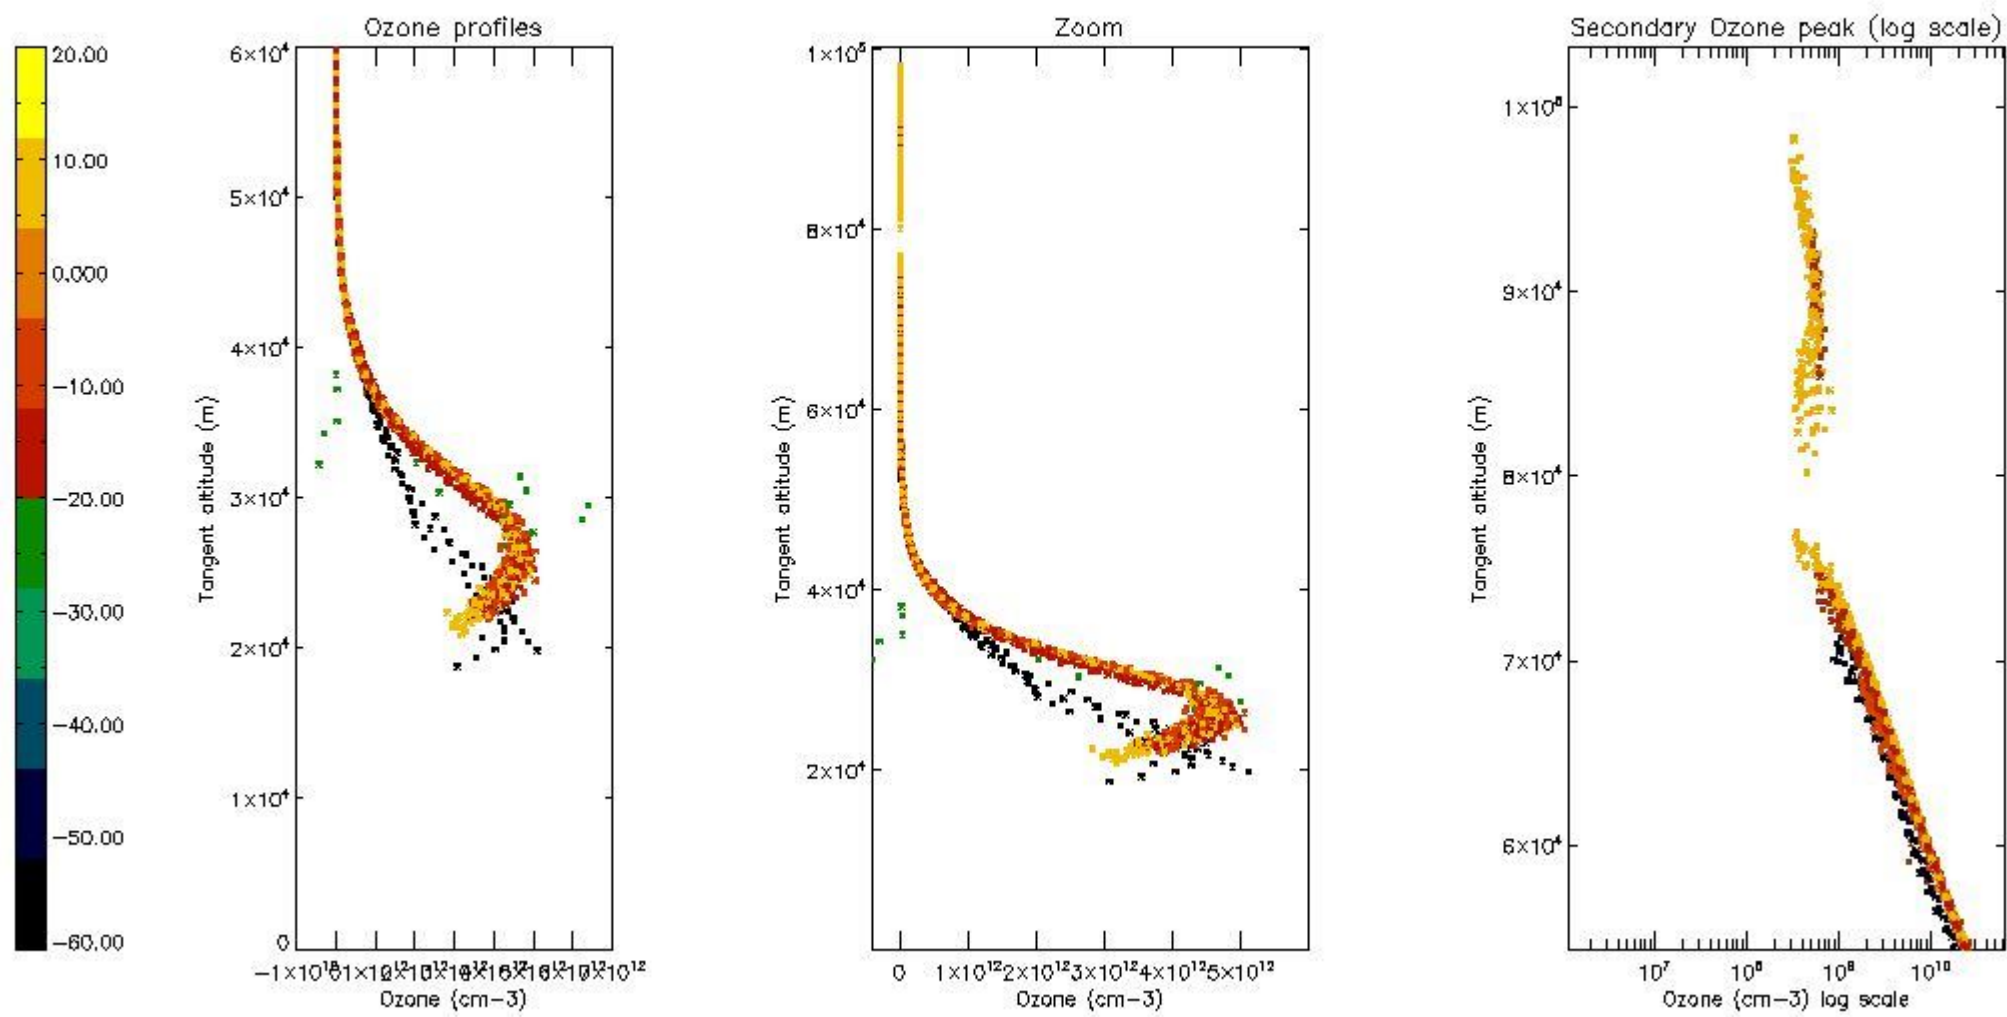 Ozone profiles
Zoom
Secondary Ozone peak (log scale)
20.00
10.00
0.000
−10.00
−20.00
−30.00
−40.00
−50.00
−60.00
6×10⁴
5×10⁴
4×10⁴
3×10⁴
2×10⁴
1×10⁴
0
Tangent altitude (m)
Ozone (cm−3)
1×10⁵
8×10⁴
6×10⁴
4×10⁴
2×10⁴
Tangent altitude (m)
0 1×10¹² 2×10¹² 3×10¹² 4×10¹² 5×10¹²
Ozone (cm−3)
9×10⁴
8×10⁴
7×10⁴
6×10⁴
Tangent altitude (m)
10⁷ 10⁸ 10⁹ 10¹⁰
Ozone (cm−3) log scale